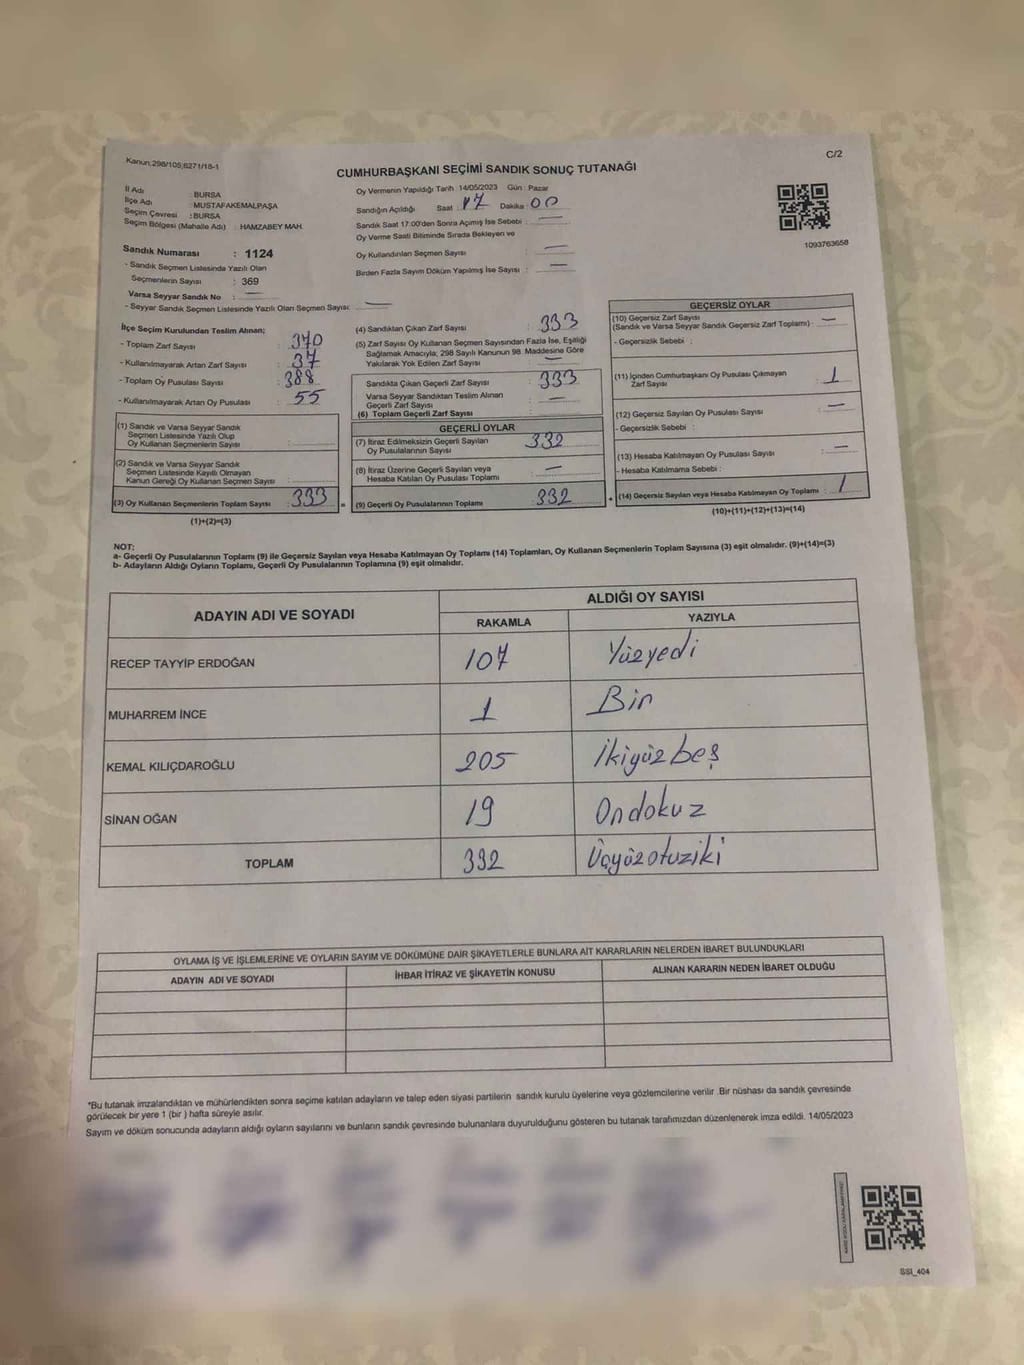 Kanun;298/105;6271/18-1
C/2
CUMHURBAŞKANI SEÇİMİ SANDIK SONUÇ TUTANAĞI
İl Adı : BURSA
İlçe Adı : MUSTAFAKEMALPAŞA
Seçim Çevresi : BURSA
Seçim Bölgesi (Mahalle Adı) : HAMZABEY MAH.
Sandık Numarası : 1124
- Sandık Seçmen Listesinde Yazılı Olan
Seçmenlerin Sayısı : 369
Varsa Seyyar Sandık No : —
- Seyyar Sandık Seçmen Listesinde Yazılı Olan Seçmen Sayısı: —
Oy Vermenin Yapıldığı Tarih : 14/05/2023 Gün : Pazar
Sandığın Açıldığı Saat : 17 Dakika : 00
Sandık Saat 17:00'den Sonra Açımış İse Sebebi : —
Oy Verme Saati Bitiminde Sırada Bekleyen ve
Oy Kullandırılan Seçmen Sayısı —
Birden Fazla Sayım Döküm Yapılmış İse Sayısı : —
1093763658
İlçe Seçim Kurulundan Teslim Alınan;
- Toplam Zarf Sayısı : 370
- Kullanılmayarak Artan Zarf Sayısı : 37
- Toplam Oy Pusulası Sayısı : 388
- Kullanılmayarak Artan Oy Pusulası : 55
(1) Sandık ve Varsa Seyyar Sandık
Seçmen Listesinde Yazılı Olup
Oy Kullanan Seçmenlerin Sayısı :
(2) Sandık ve Varsa Seyyar Sandık
Seçmen Listesinde Kayıtlı Olmayan
Kanun Gereği Oy Kullanan Seçmen Sayısı :
(3) Oy Kullanan Seçmenlerin Toplam Sayısı : 333
(1)+(2)=(3)
(4) Sandıktan Çıkan Zarf Sayısı : 333
(5) Zarf Sayısı Oy Kullanan Seçmen Sayısından Fazla İse, Eşitliği
Sağlamak Amacıyla; 298 Sayılı Kanunun 98. Maddesine Göre
Yakılarak Yok Edilen Zarf Sayısı : —
Sandıkta Çıkan Geçerli Zarf Sayısı : 333
Varsa Seyyar Sandıktan Teslim Alınan
Geçerli Zarf Sayısı : —
(6) Toplam Geçerli Zarf Sayısı :
GEÇERLİ OYLAR
(7) İtiraz Edilmeksizin Geçerli Sayılan
Oy Pusulalarının Sayısı : 332
(8) İtiraz Üzerine Geçerli Sayılan veya
Hesaba Katılan Oy Pusulası Toplamı : —
= (9) Geçerli Oy Pusulalarının Toplamı : 332 +
GEÇERSİZ OYLAR
(10) Geçersiz Zarf Sayısı
(Sandık ve Varsa Seyyar Sandık Geçersiz Zarf Toplamı) : —
- Geçersizlik Sebebi :
(11) İçinden Cumhurbaşkanı Oy Pusulası Çıkmayan
Zarf Sayısı : 1
(12) Geçersiz Sayılan Oy Pusulası Sayısı : —
- Geçersizlik Sebebi :
(13) Hesaba Katılmayan Oy Pusulası Sayısı : —
- Hesaba Katılmama Sebebi :
(14) Geçersiz Sayılan veya Hesaba Katılmayan Oy Toplamı : 1
(10)+(11)+(12)+(13)=(14)
NOT:
a- Geçerli Oy Pusulalarının Toplamı (9) ile Geçersiz Sayılan veya Hesaba Katılmayan Oy Toplamı (14) Toplamları, Oy Kullanan Seçmenlerin Toplam Sayısına (3) eşit olmalıdır. (9)+(14)=(3)
b- Adayların Aldığı Oyların Toplamı, Geçerli Oy Pusulalarının Toplamına (9) eşit olmalıdır.
ADAYIN ADI VE SOYADI
ALDIĞI OY SAYISI
RAKAMLA YAZIYLA
RECEP TAYYİP ERDOĞAN 107 Yüzyedi
MUHARREM İNCE 1 Bir
KEMAL KILIÇDAROĞLU 205 İkiyüzbeş
SİNAN OĞAN 19 Ondokuz
TOPLAM 332 Üçyüzotuziki
OYLAMA İŞ VE İŞLEMLERİNE VE OYLARIN SAYIM VE DÖKÜMÜNE DAİR ŞİKAYETLERLE BUNLARA AİT KARARLARIN NELERDEN İBARET BULUNDUKLARI
ADAYIN ADI VE SOYADI İHBAR İTİRAZ VE ŞİKAYETİN KONUSU ALINAN KARARIN NEDEN İBARET OLDUĞU
*Bu tutanak imzalandıktan ve mühürlendikten sonra seçime katılan adayların ve talep eden siyasi partilerin sandık kurulu üyelerine veya gözlemcilerine verilir. Bir nüshası da sandık çevresinde
görülecek bir yere 1 (bir ) hafta süreyle asılır.
Sayım ve döküm sonucunda adayların aldığı oyların sayılarını ve bunların sandık çevresinde bulunanlara duyurulduğunu gösteren bu tutanak tarafımızdan düzenlenerek imza edildi. 14/05/2023
SSI_404